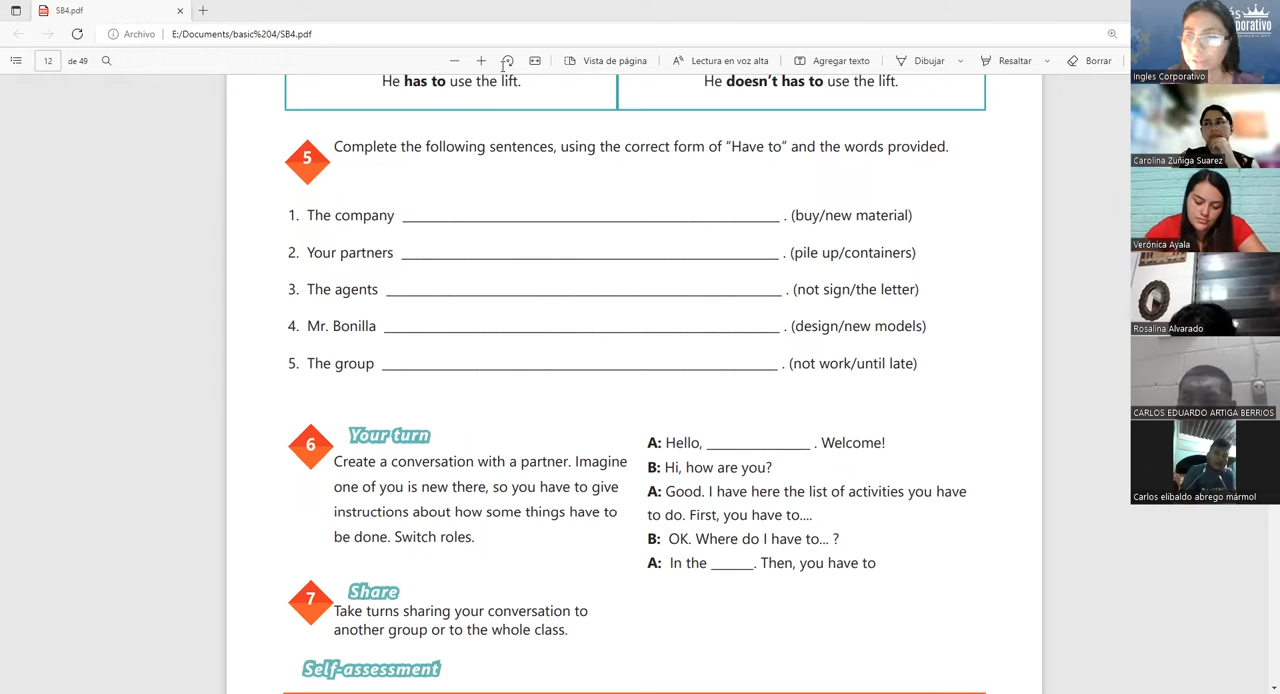 SB4.pdf
Archivo E:/Documents/basic%204/SB4.pdf
12 de 49 Vista de página Lectura en voz alta Agregar texto Dibujar Resaltar Borrar
He has to use the lift. He doesn't has to use the lift.
5 Complete the following sentences, using the correct form of “Have to” and the words provided.
1. The company ______________ . (buy/new material)
2. Your partners ______________ . (pile up/containers)
3. The agents ______________ . (not sign/the letter)
4. Mr. Bonilla ______________ . (design/new models)
5. The group ______________ . (not work/until late)
6 Your turn
Create a conversation with a partner. Imagine
one of you is new there, so you have to give
instructions about how some things have to
be done. Switch roles.
A: Hello, ______________ . Welcome!
B: Hi, how are you?
A: Good. I have here the list of activities you have
to do. First, you have to....
B: OK. Where do I have to... ?
A: In the ______. Then, you have to
7 Share
Take turns sharing your conversation to
another group or to the whole class.
Self-assessment
Ingles Corporativo
Carolina Zuñiga Suarez
Verónica Ayala
Rosalina Alvarado
CARLOS EDUARDO ARTIGA BERRIOS
Carlos elibaldo abrego mármol